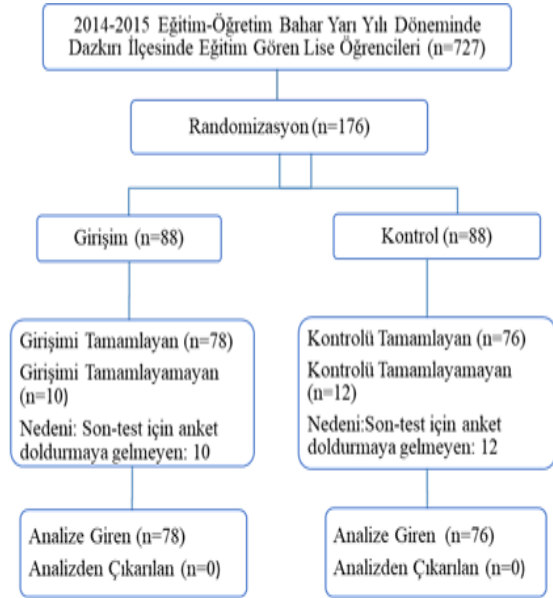 2014-2015 Eğitim-Öğretim Bahar Yarı Yılı Döneminde
Dazkırı İlçesinde Eğitim Gören Lise Öğrencileri (n=727)
Randomizasyon (n=176)
Girişim (n=88)
Kontrol (n=88)
Girişimi Tamamlayan (n=78)
Girişimi Tamamlayamayan
(n=10)
Nedeni: Son-test için anket
doldurmaya gelmeyen: 10
Kontrolü Tamamlayan (n=76)
Kontrolü Tamamlayamayan
(n=12)
Nedeni:Son-test için anket
doldurmaya gelmeyen: 12
Analize Giren (n=78)
Analizden Çıkarılan (n=0)
Analize Giren (n=76)
Analizden Çıkarılan (n=0)